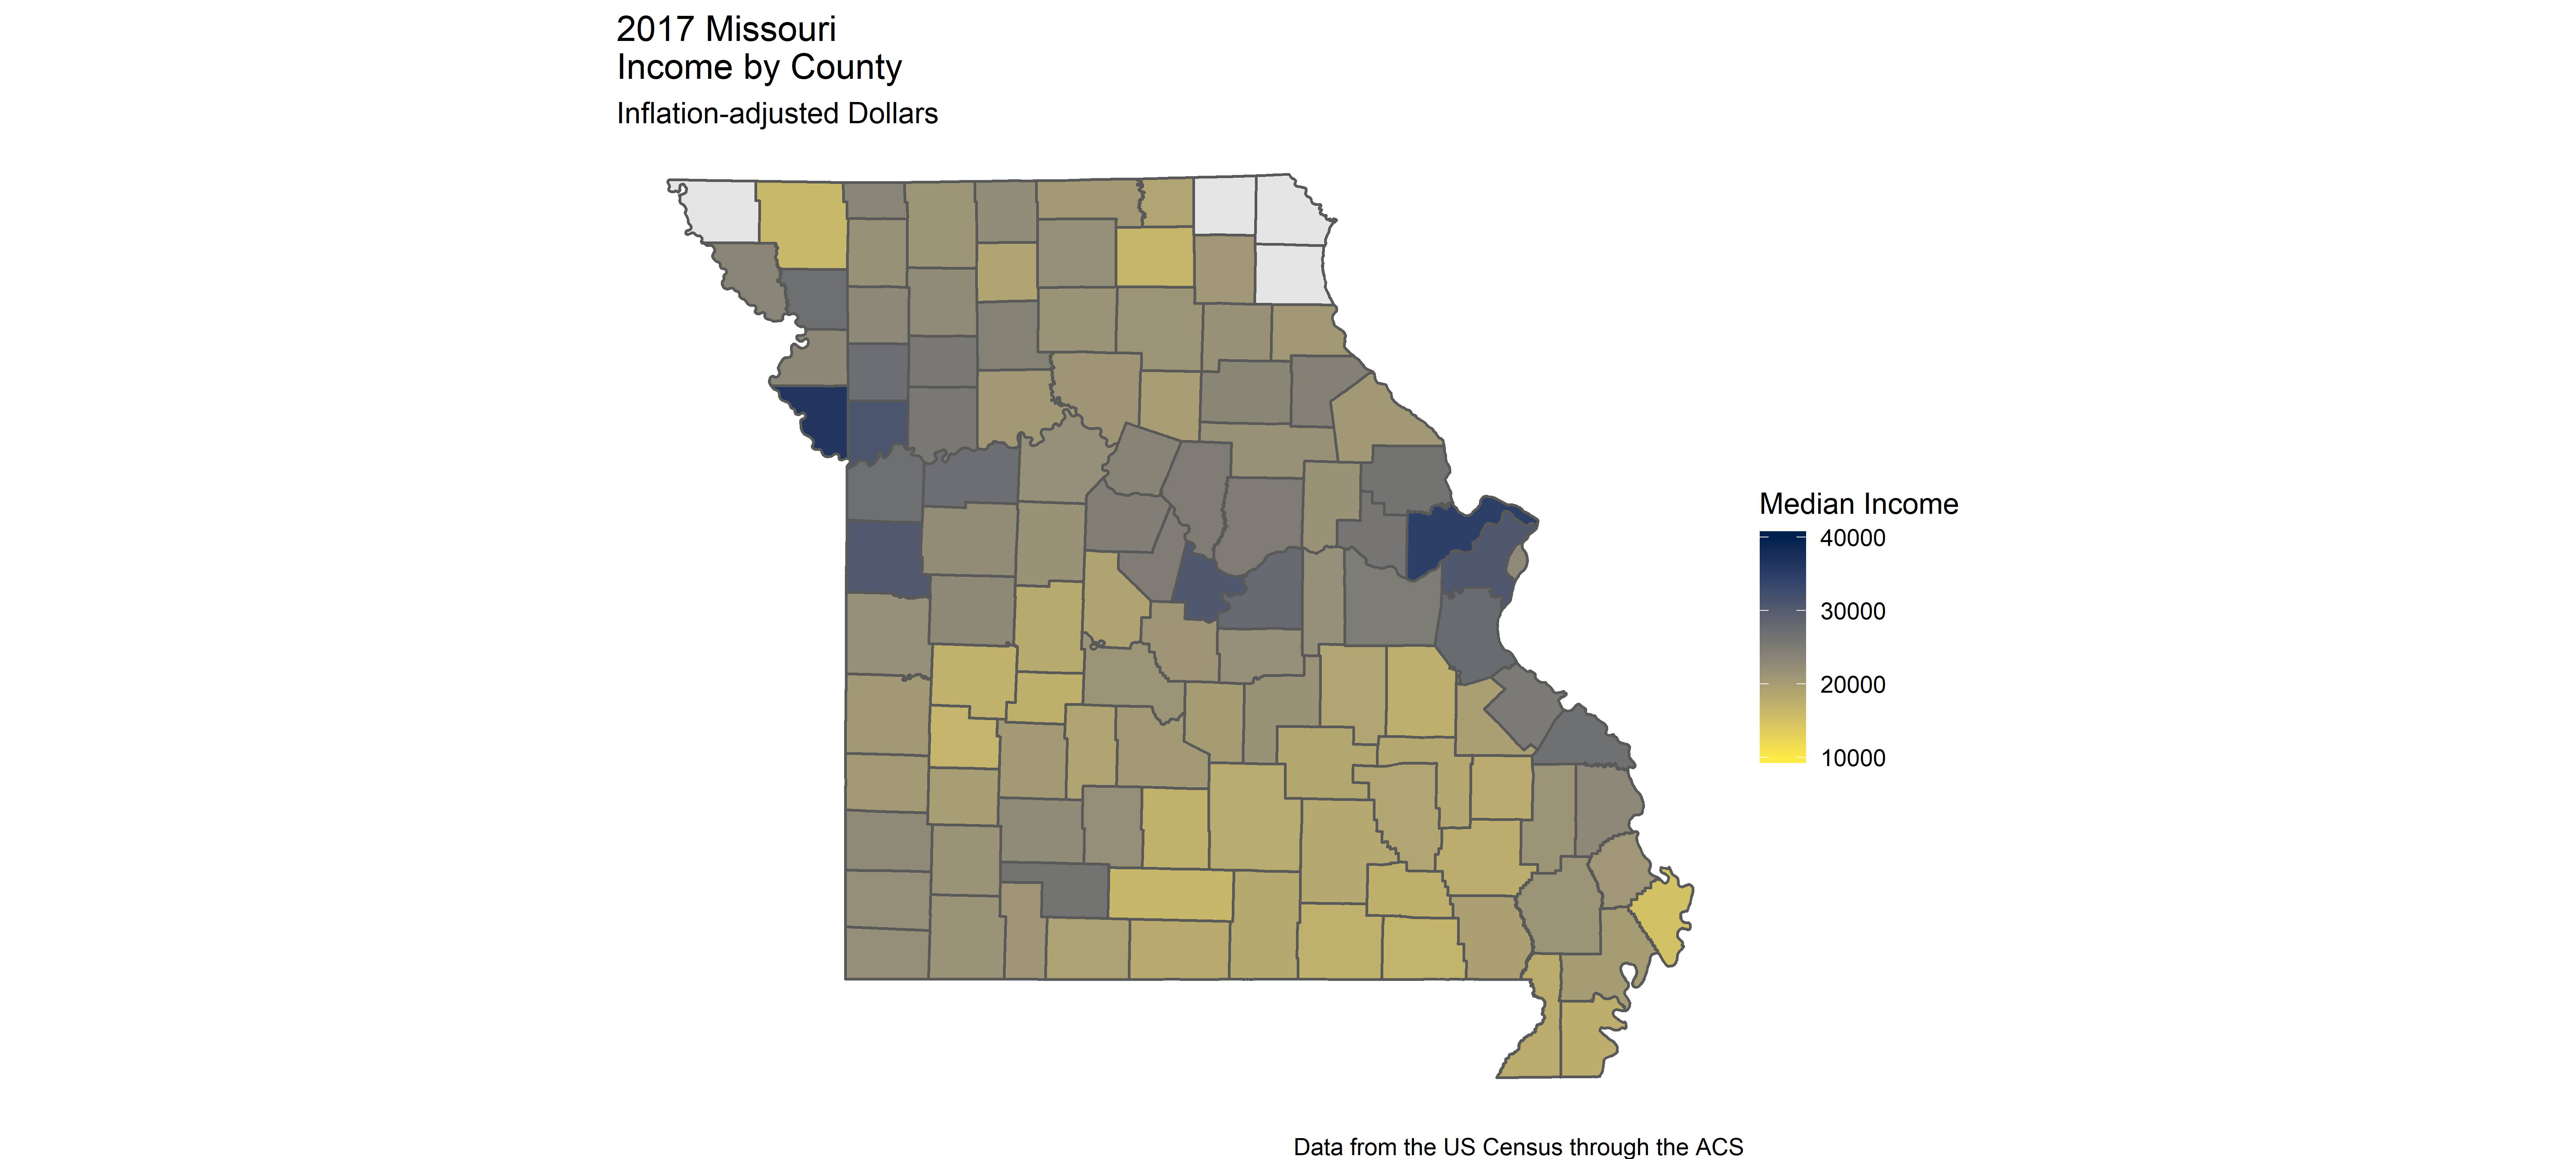 2017 Missouri
Income by County
Inflation-adjusted Dollars
Median Income
40000
30000
20000
10000
Data from the US Census through the ACS